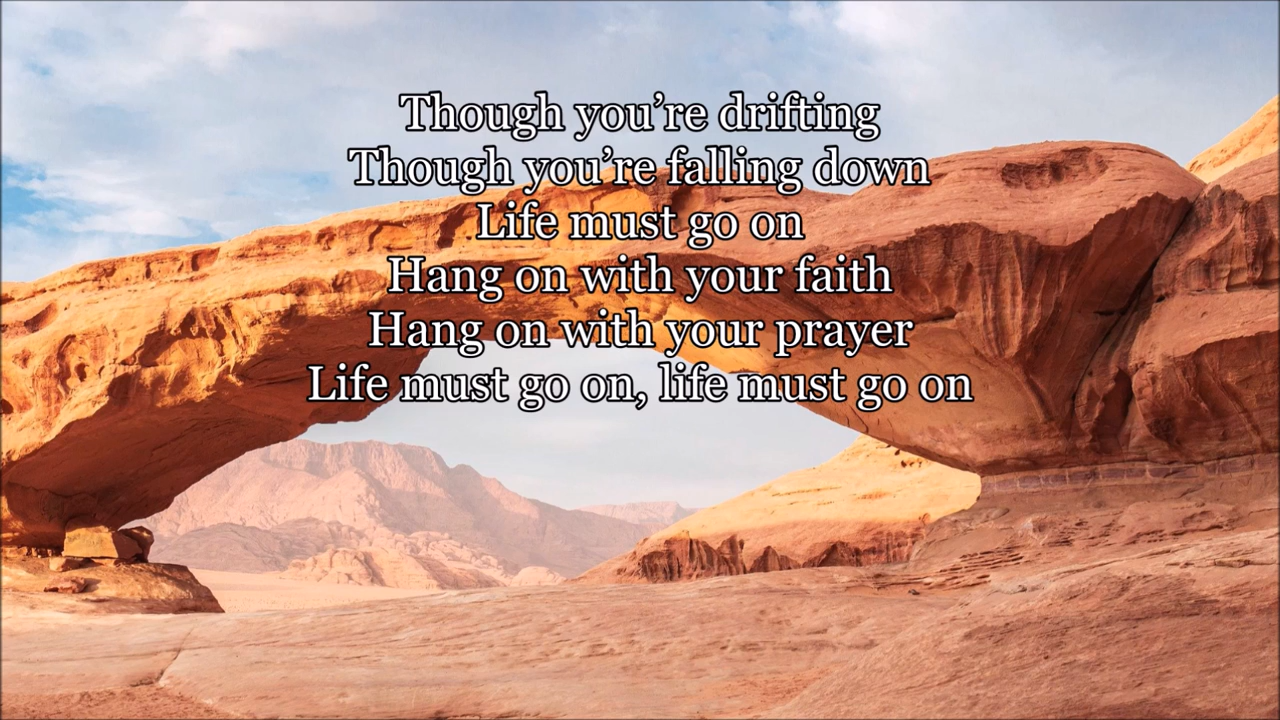 Though you’re drifting
Though you’re falling down
Life must go on
Hang on with your faith
Hang on with your prayer
Life must go on, life must go on